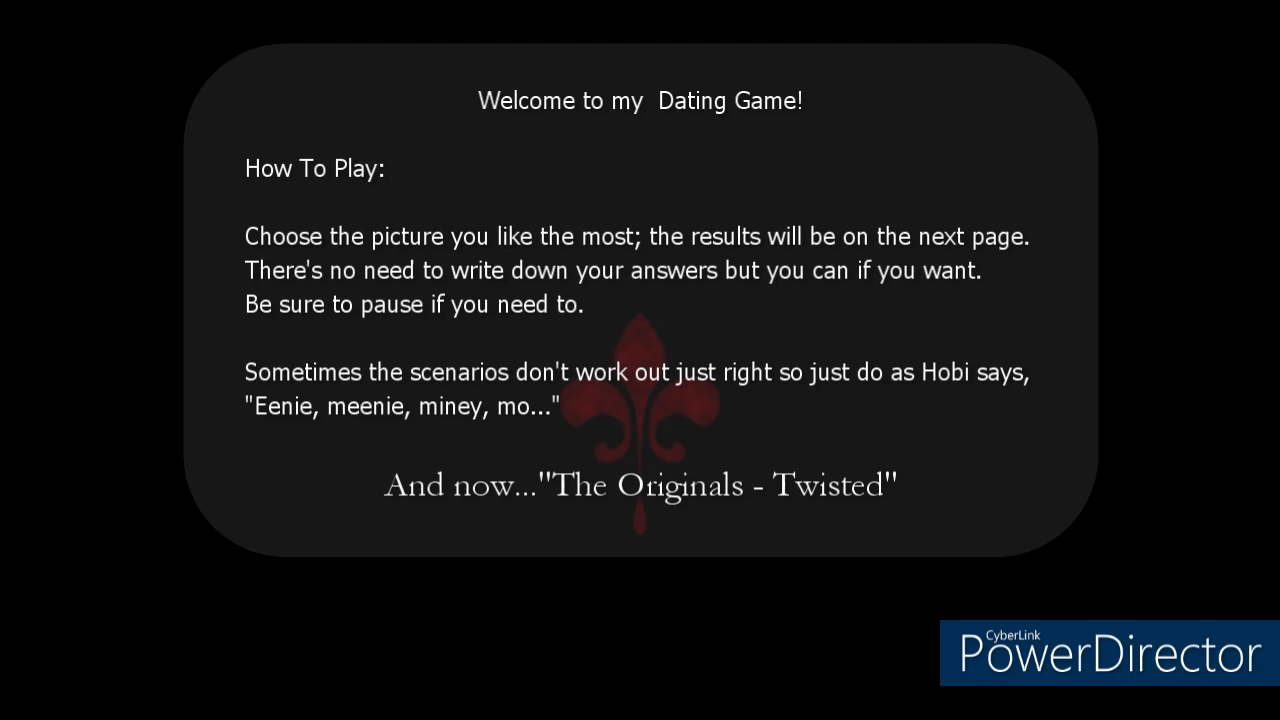 Welcome to my  Dating Game!
How To Play:
Choose the picture you like the most; the results will be on the next page.
There's no need to write down your answers but you can if you want.
Be sure to pause if you need to.
Sometimes the scenarios don't work out just right so just do as Hobi says,
"Eenie, meenie, miney, mo..."
And now..."The Originals - Twisted"
CyberLink
PowerDirector